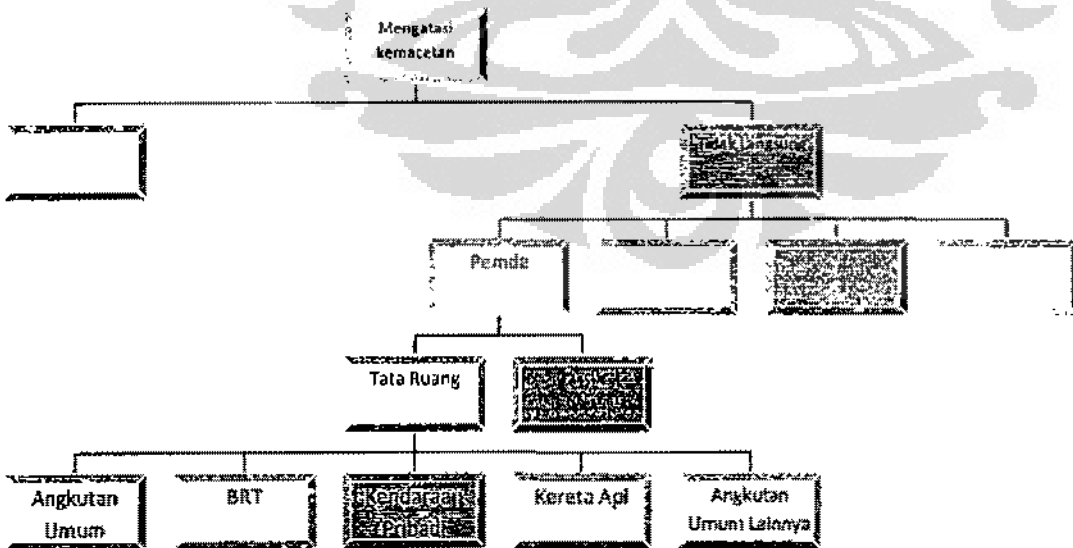 Mengatasi
kemacetan
Tidak Langsung
Pemda
Tata Ruang
Angkutan
Umum
BRT
Kendaraan
Pribadi
Kereta Api
Angkutan
Umum Lainnya